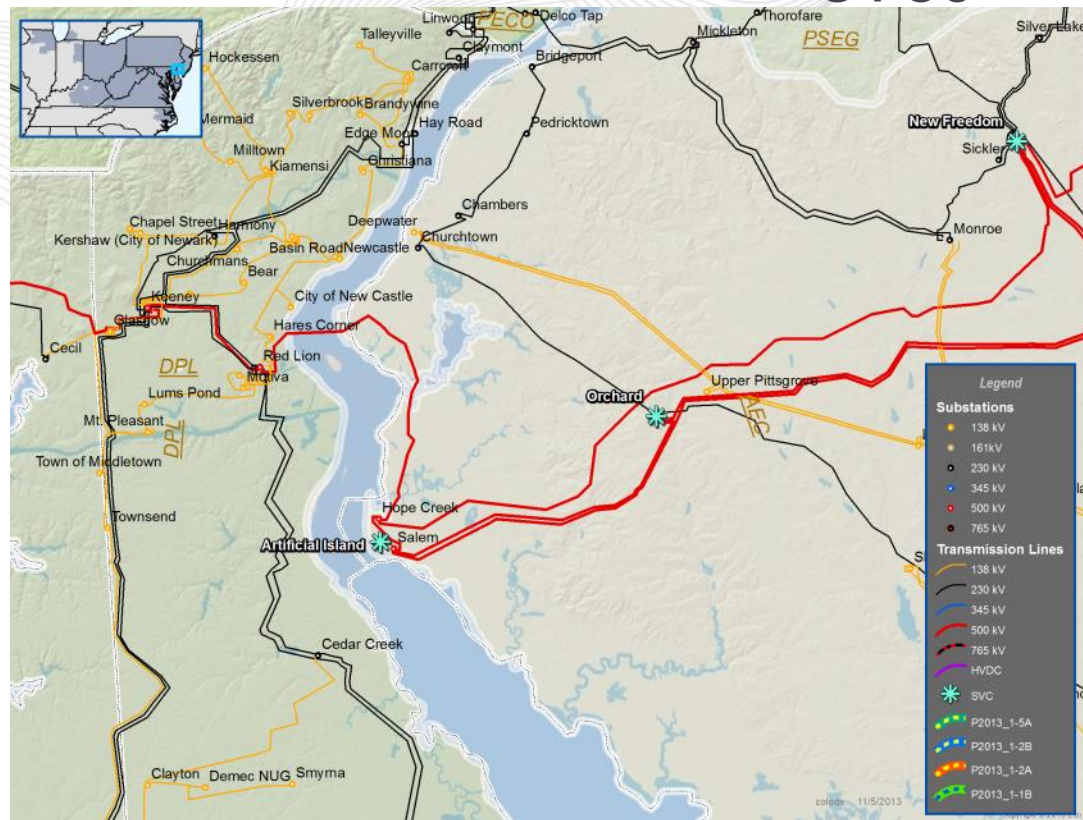 Linwood
Delco Tap
Thorofare
PECO
Talleyville
Claymont
Mickleton
PSEG
Silver Lake
Hockessen
Carrcroft
Bridgeport
Silverbrook
Brandywine
Mermaid
Edge Moor
Hay Road
Pedricktown
New Freedom
Sickler
Milltown
Kiamensi
Christiana
Chambers
Chapel Street
Harmony
Deepwater
Monroe
Kershaw (City of Newark)
Churchtown
Basin Road
Newcastle
Churchmans
Bear
Keeney
City of New Castle
Glasgow
Hares Corner
Cecil
Red Lion
DPL
Motiva
Upper Pittsgrove
Lums Pond
Orchard
AEC
Mt. Pleasant
DPL
Town of Middletown
Townsend
Hope Creek
Salem
Artificial Island
Cedar Creek
Clayton
Demec NUG
Smyrna
Legend
Substations
138 kV
161kV
230 kV
345 kV
500 kV
765 kV
Transmission Lines
138 kV
230 kV
345 kV
500 kV
765 kV
HVDC
SVC
P2013_1-5A
P2013_1-2B
P2013_1-2A
P2013_1-1B
11/5/2013